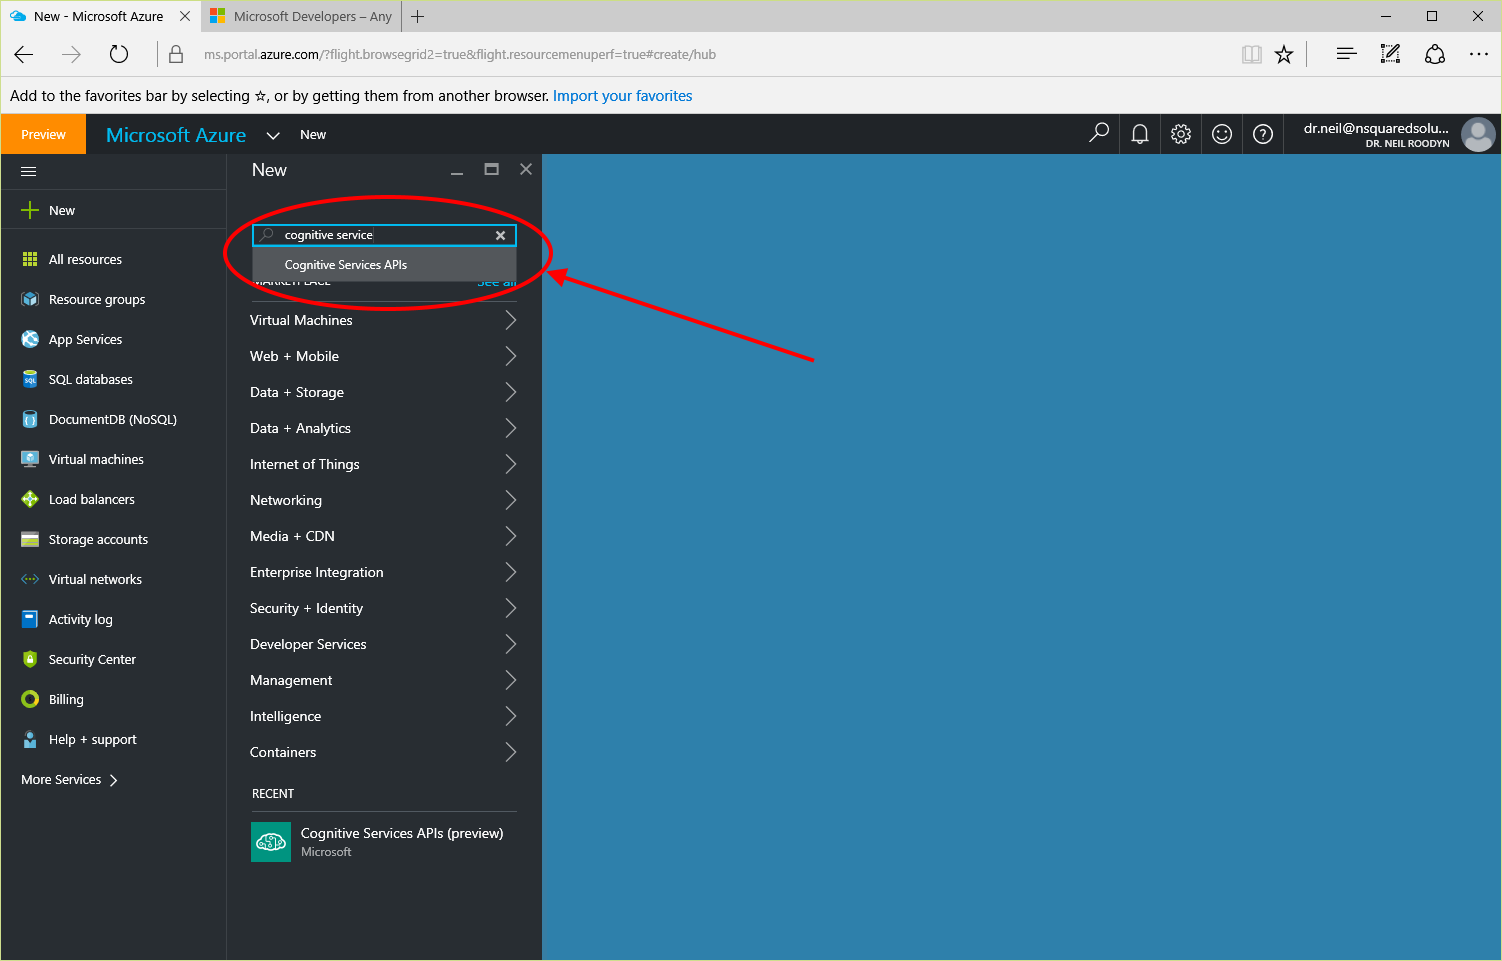 New - Microsoft Azure
Microsoft Developers – Any
ms.portal.azure.com/?flight.browsegrid2=true&flight.resourcemenuperf=true#create/hub
Add to the favorites bar by selecting ☆, or by getting them from another browser. Import your favorites
Preview
Microsoft Azure
New
dr.neil@nsquaredsolu...
DR. NEIL ROODYN
New
All resources
Resource groups
App Services
SQL databases
DocumentDB (NoSQL)
Virtual machines
Load balancers
Storage accounts
Virtual networks
Activity log
Security Center
Billing
Help + support
More Services
New
cognitive service
Cognitive Services APIs
MARKETPLACE
See all
Virtual Machines
Web + Mobile
Data + Storage
Data + Analytics
Internet of Things
Networking
Media + CDN
Enterprise Integration
Security + Identity
Developer Services
Management
Intelligence
Containers
RECENT
Cognitive Services APIs (preview)
Microsoft